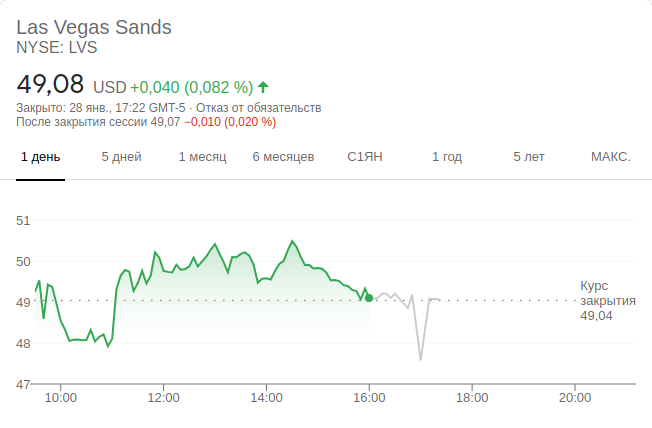 Las Vegas Sands
NYSE: LVS
49,08 USD +0,040 (0,082 %)
Закрыто: 28 янв., 17:22 GMT-5 · Отказ от обязательств
После закрытия сессии 49,07 −0,010 (0,020 %)
1 день 5 дней 1 месяц 6 месяцев С1ЯН 1 год 5 лет МАКС.
51
50
49
48
47
Курс
закрытия
49,04
10:00 12:00 14:00 16:00 18:00 20:00